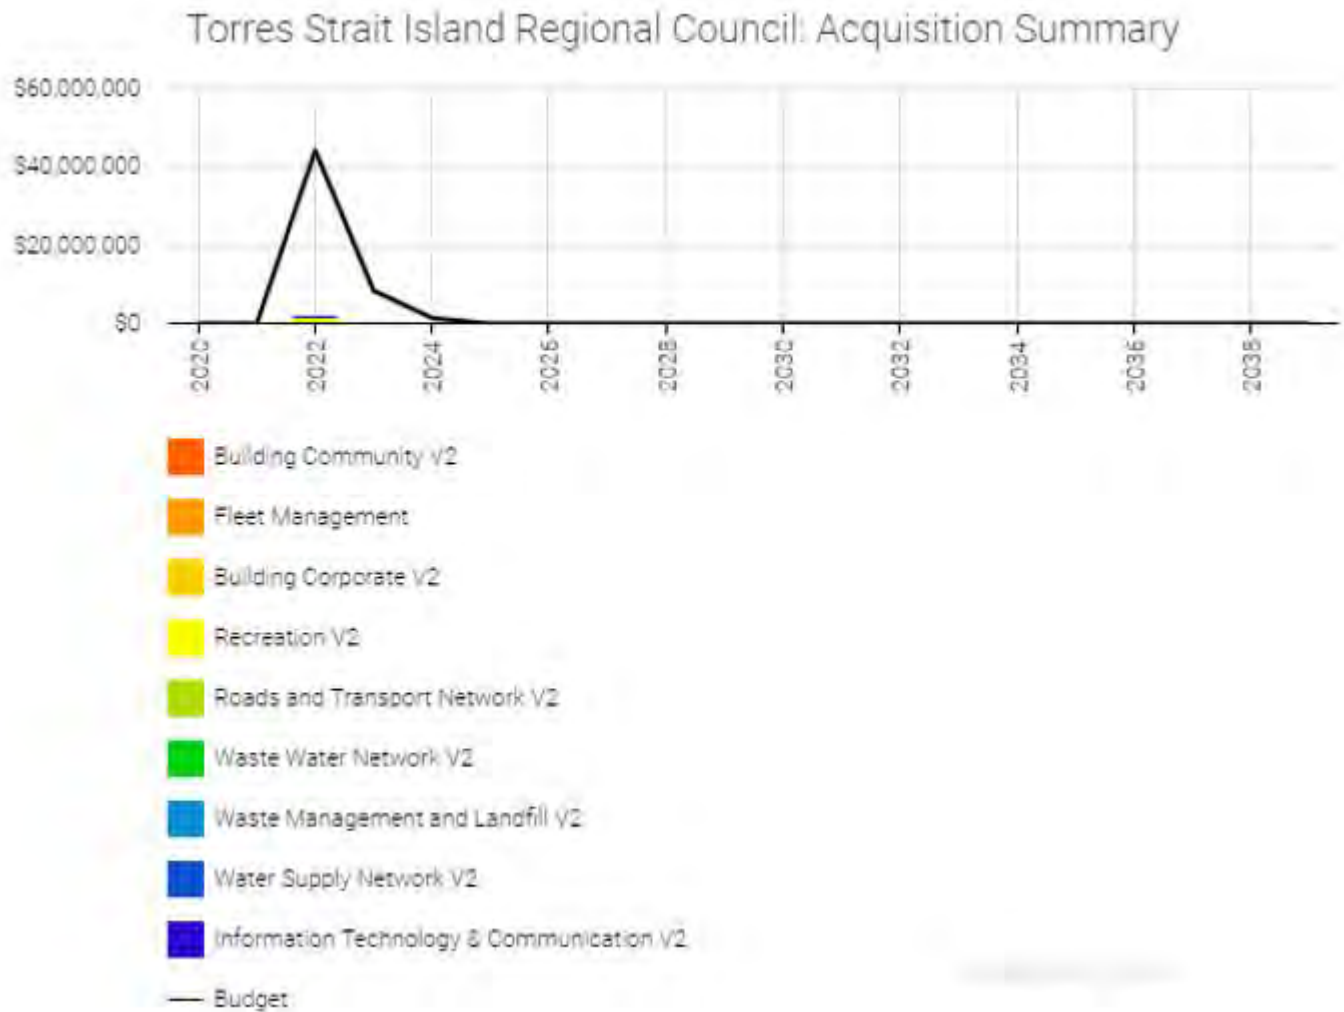 Torres Strait Island Regional Council: Acquisition Summary
$60,000,000
$40,000,000
$20,000,000
$0
2020 2022 2024 2026 2028 2030 2032 2034 2036 2038
Building Community V2
Fleet Management
Building Corporate V2
Recreation V2
Roads and Transport Network V2
Waste Water Network V2
Waste Management and Landfill V2
Water Supply Network V2
Information Technology & Communication V2
Budget